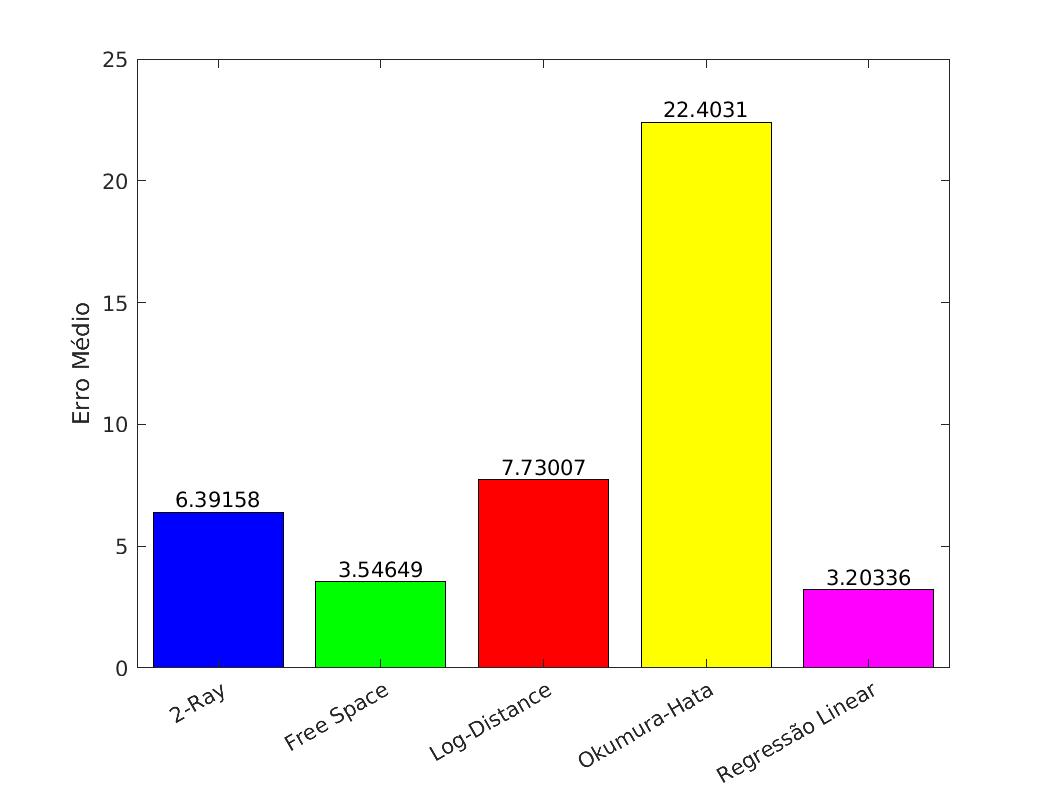 25
20
15
10
5
0
Erro Médio
6.39158
3.54649
7.73007
22.4031
3.20336
2-Ray
Free Space
Log-Distance
Okumura-Hata
Regressão Linear